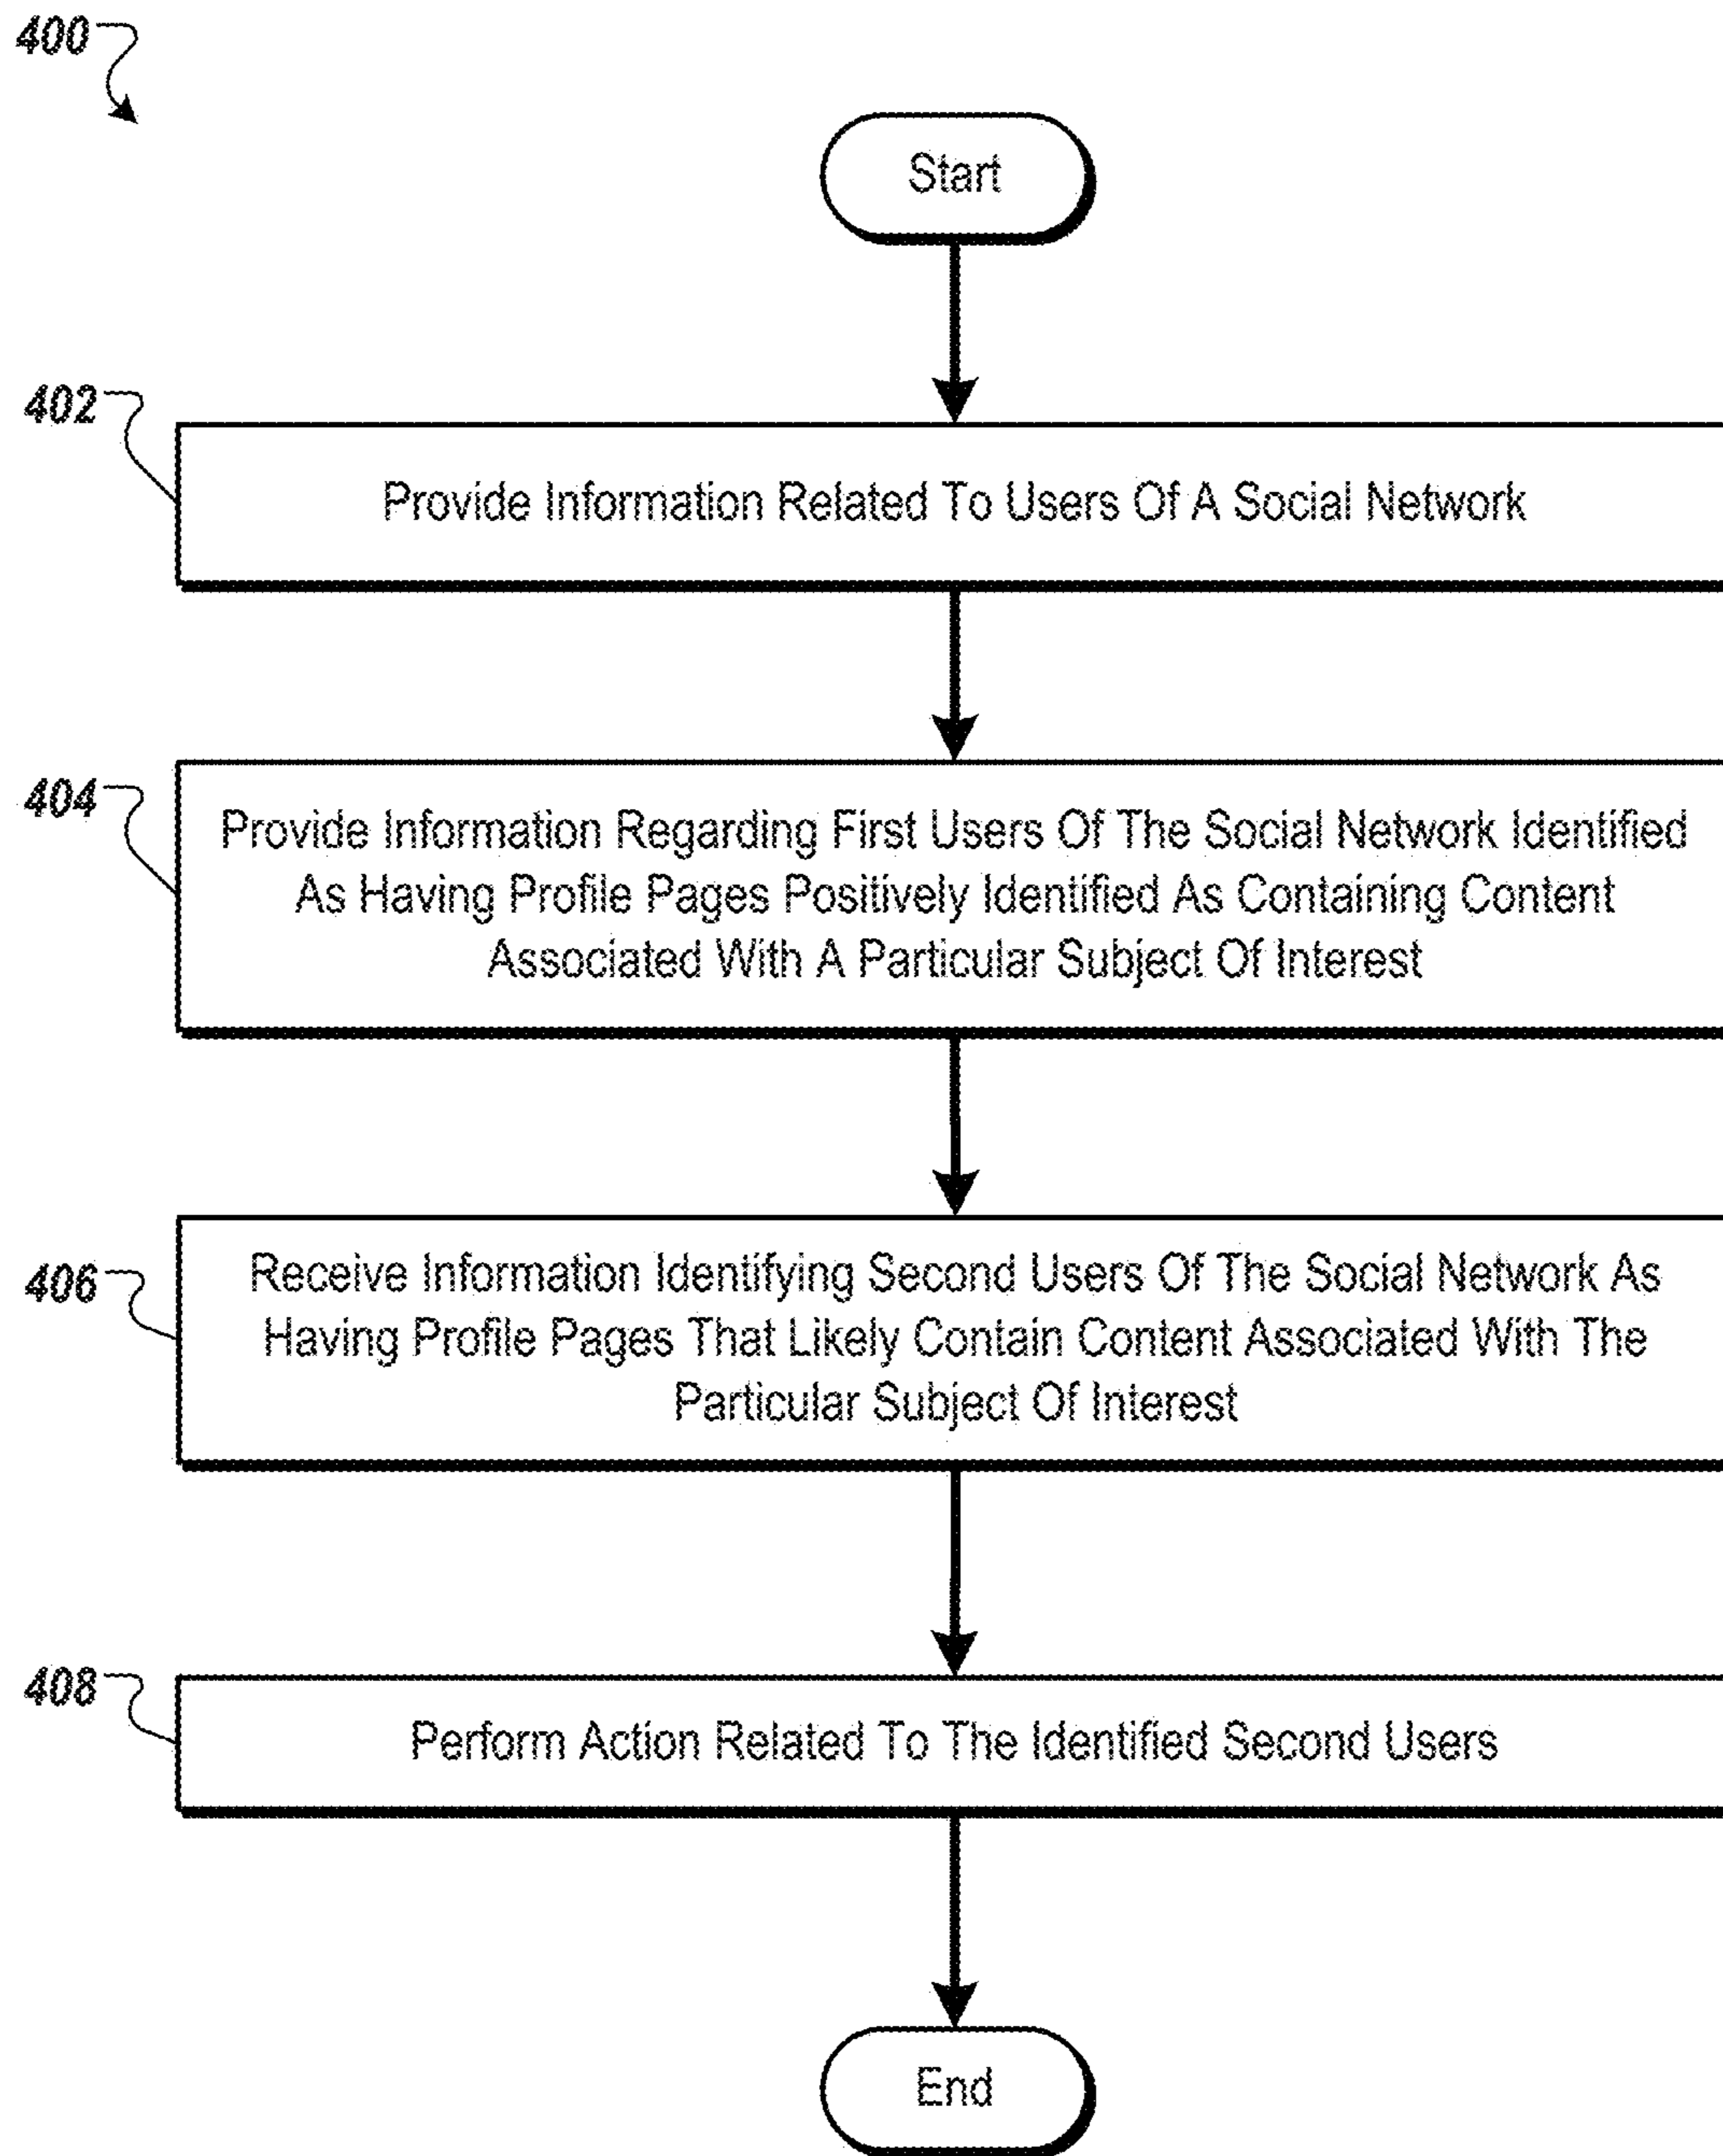 400
Start
402
Provide Information Related To Users Of A Social Network
404
Provide Information Regarding First Users Of The Social Network Identified
As Having Profile Pages Positively Identified As Containing Content
Associated With A Particular Subject Of Interest
406
Receive Information Identifying Second Users Of The Social Network As
Having Profile Pages That Likely Contain Content Associated With The
Particular Subject Of Interest
408
Perform Action Related To The Identified Second Users
End